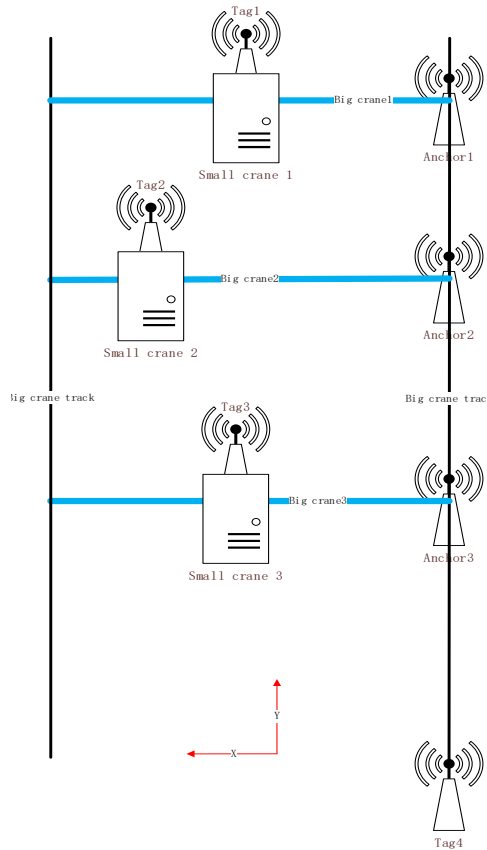 Tag1
Big crane1
Anchor1
Small crane 1
Tag2
Big crane2
Anchor2
Small crane 2
Big crane track
Big crane trac
Tag3
Big crane3
Anchor3
Small crane 3
Y
X
Tag4